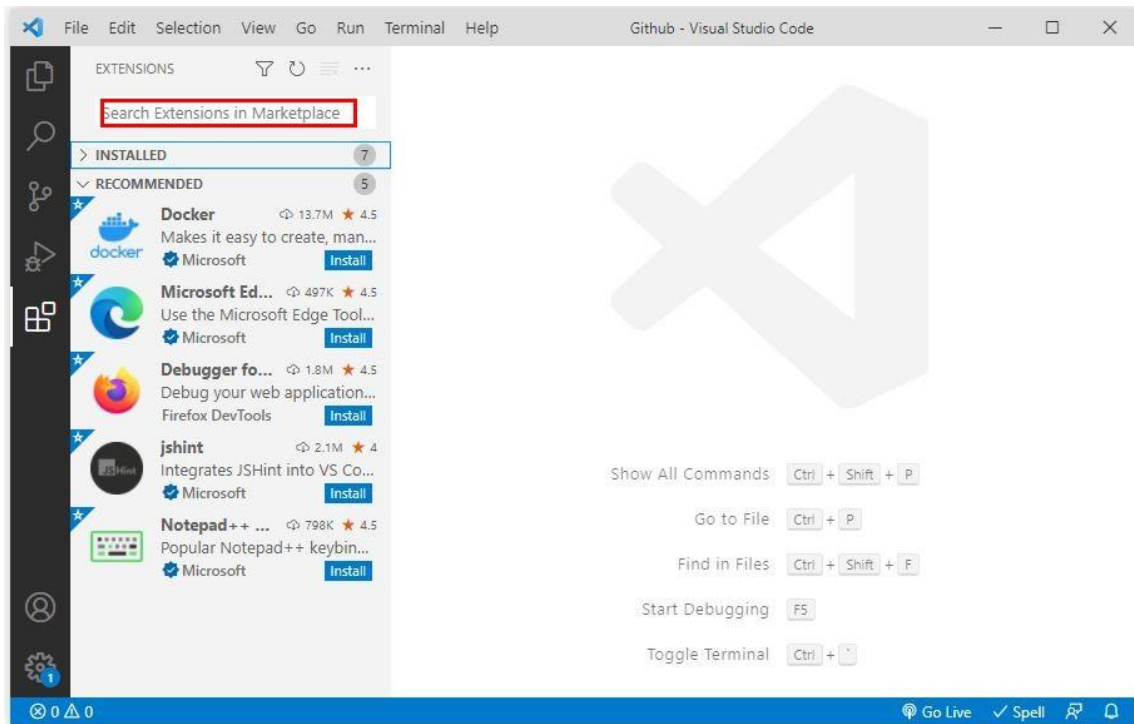 File Edit Selection View Go Run Terminal Help Github - Visual Studio Code
EXTENSIONS
Search Extensions in Marketplace
INSTALLED 7
RECOMMENDED 5
Docker 13.7M ★ 4.5
Makes it easy to create, man...
docker
Microsoft Install
Microsoft Ed... 497K ★ 4.5
Use the Microsoft Edge Tool...
Microsoft Install
Debugger fo... 1.8M ★ 4.5
Debug your web application...
Firefox DevTools Install
jshint 2.1M ★ 4
JSHint
Integrates JSHint into VS Co...
Microsoft Install
Notepad++ ... 798K ★ 4.5
Popular Notepad++ keybin...
Microsoft Install
Show All Commands Ctrl + Shift + P
Go to File Ctrl + P
Find in Files Ctrl + Shift + F
Start Debugging F5
Toggle Terminal Ctrl + `
1
0 0 Go Live Spell